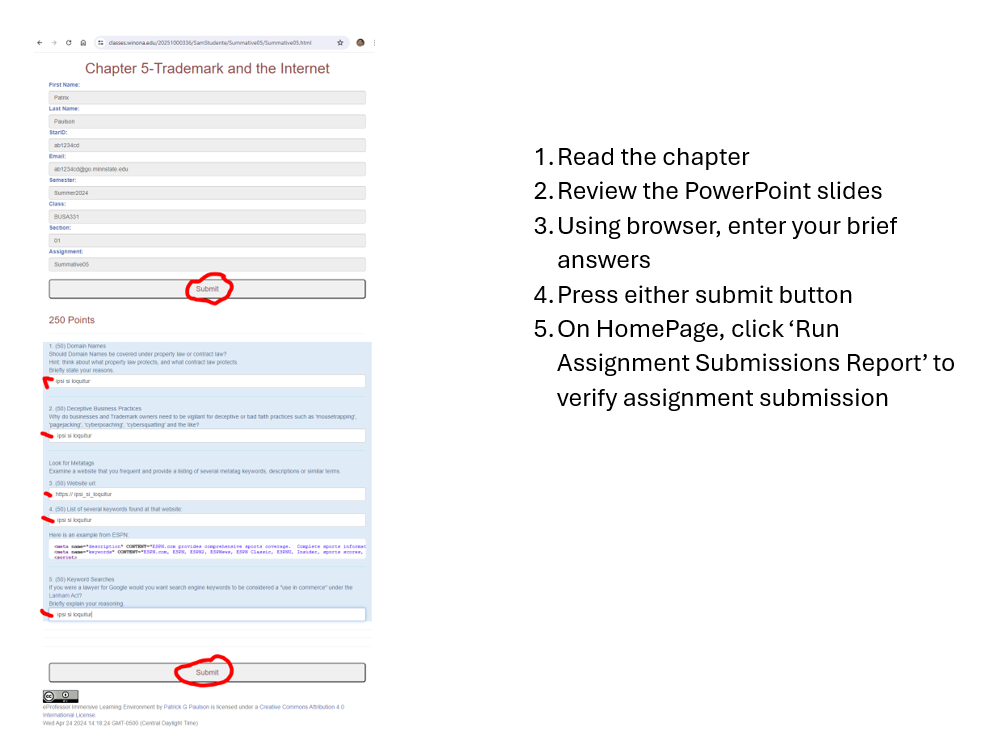 classes.winona.edu/20251000336/SamStudente/Summative05/Summative05.html
Chapter 5-Trademark and the Internet
First Name:
Patrix
Last Name:
Paulson
StarID:
ab1234cd
Email:
ab1234cd@go.minnstate.edu
Semester:
Summer2024
Class:
BUSA331
Section:
01
Assignment:
Summative05
Submit
250 Points
1. (50) Domain Names
Should Domain Names be covered under property law or contract law?
Hint: think about what property law protects, and what contract law protects.
Briefly state your reasons.
ipsi si loquitur
2. (50) Deceptive Business Practices
Why do businesses and Trademark owners need to be vigilant for deceptive or bad faith practices such as 'mousetrapping',
'pagejacking', 'cyberpoaching', 'cybersquatting' and the like?
ipsi si loquitur
Look for Metatags
Examine a website that you frequent and provide a listing of several metatag keywords, descriptions or similar terms.
3. (50) Website url:
https:// ipsi_si_loquitur
4. (50) List of several keywords found at that website:
ipsi si loquitur
Here is an example from ESPN:
<meta name="description" CONTENT="ESPN.com provides comprehensive sports coverage. Complete sports informat
<meta name="keywords" CONTENT="ESPN.com, ESPN, ESPN2, ESPNews, ESPN Classic, ESPN2, Insider, sports scores,
<script>
5. (50) Keyword Searches
If you were a lawyer for Google would you want search engine keywords to be considered a "use in commerce" under the
Lanham Act?
Briefly explain your reasoning.
ipsi si loquitur
Submit
eProfessor Immersive Learning Environment by Patrick G Paulson is licensed under a Creative Commons Attribution 4.0
International License.
Wed Apr 24 2024 14:18:24 GMT-0500 (Central Daylight Time)
1. Read the chapter
2. Review the PowerPoint slides
3. Using browser, enter your brief
answers
4. Press either submit button
5. On HomePage, click ‘Run
Assignment Submissions Report’ to
verify assignment submission